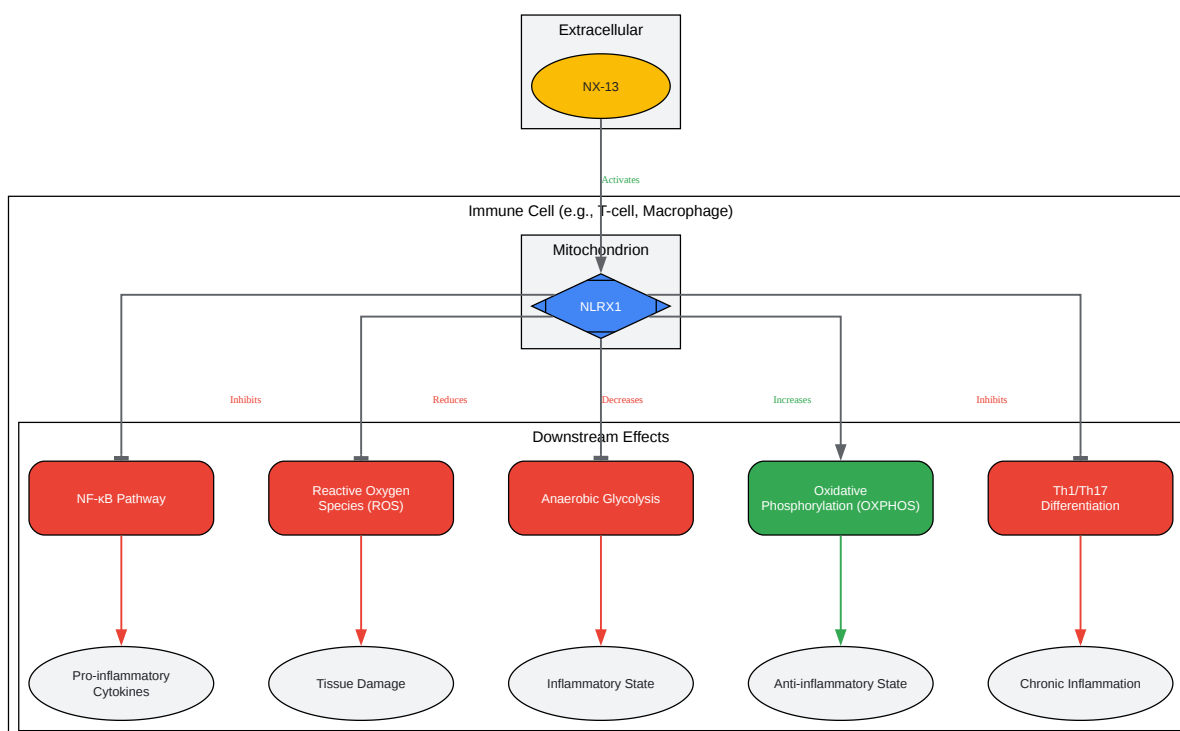 Extracellular
NX-13
Activates
Immune Cell (e.g., T-cell, Macrophage)
Mitochondrion
NLRX1
Inhibits
Reduces
Decreases
Increases
Inhibits
Downstream Effects
NF-κB Pathway
Reactive Oxygen
Species (ROS)
Anaerobic Glycolysis
Oxidative
Phosphorylation (OXPHOS)
Th1/Th17
Differentiation
Pro-inflammatory
Cytokines
Tissue Damage
Inflammatory State
Anti-inflammatory State
Chronic Inflammation